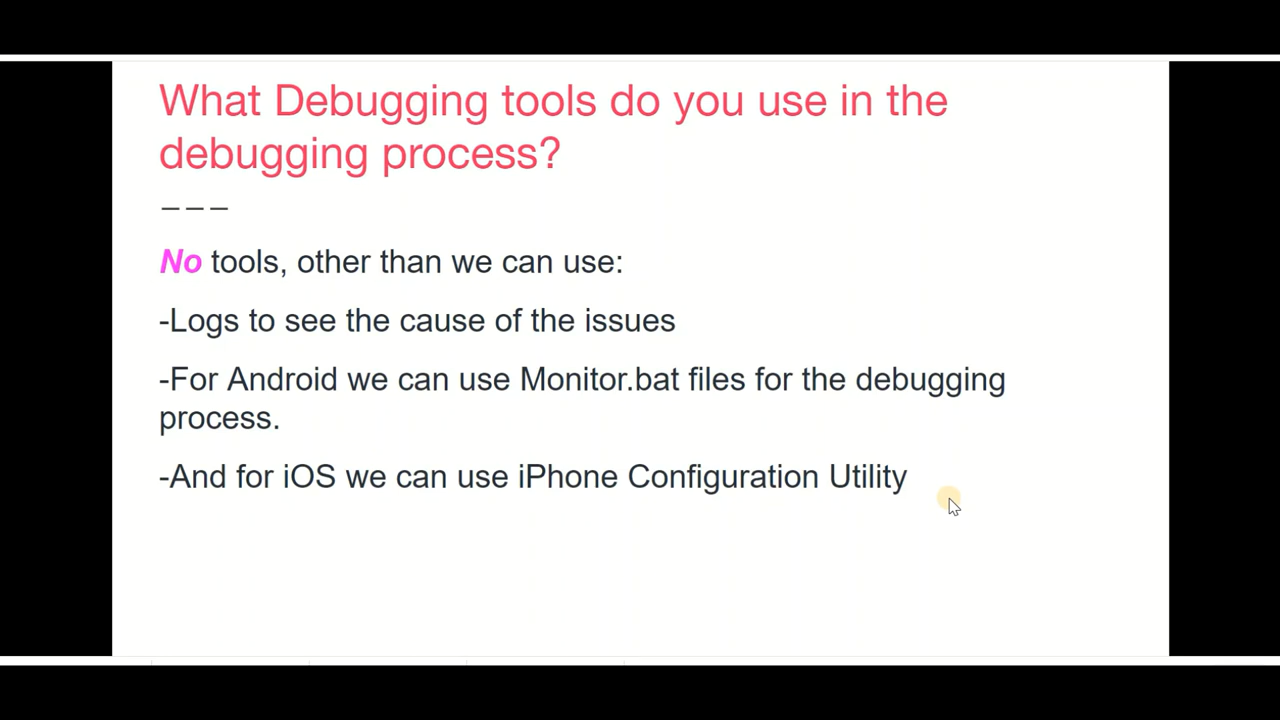 What Debugging tools do you use in the
debugging process?
–––
No tools, other than we can use:
-Logs to see the cause of the issues
-For Android we can use Monitor.bat files for the debugging
process.
-And for iOS we can use iPhone Configuration Utility